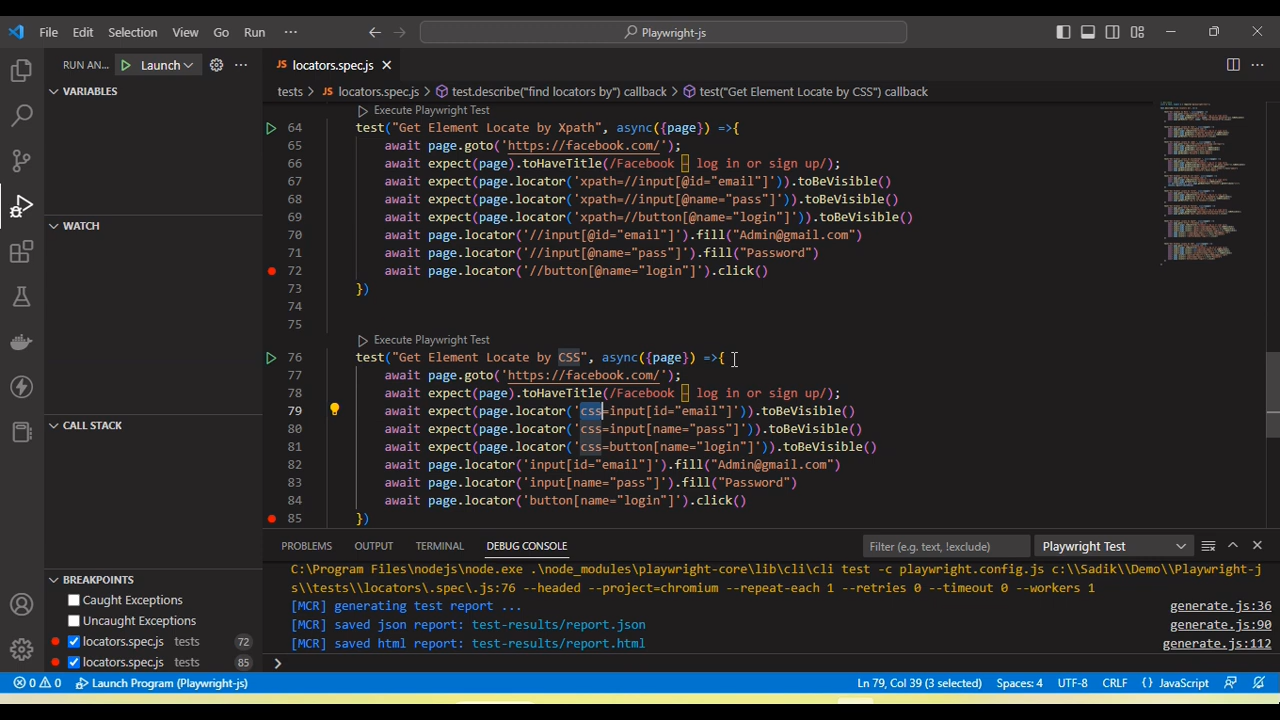 File Edit Selection View Go Run ··· Playwright-js
RUN AN... Launch ···
JS locators.spec.js
tests > JS locators.spec.js > test.describe("find locators by") callback > test("Get Element Locate by CSS") callback
VARIABLES
WATCH
CALL STACK
BREAKPOINTS
Caught Exceptions
Uncaught Exceptions
locators.spec.js tests 72
locators.spec.js tests 85
Execute Playwright Test
64 test("Get Element Locate by Xpath", async({page}) =>{
65 await page.goto('https://facebook.com/');
66 await expect(page).toHaveTitle(/Facebook – log in or sign up/);
67 await expect(page.locator('xpath=//input[@id="email"]')).toBeVisible()
68 await expect(page.locator('xpath=//input[@name="pass"]')).toBeVisible()
69 await expect(page.locator('xpath=//button[@name="login"]')).toBeVisible()
70 await page.locator('//input[@id="email"]').fill("Admin@gmail.com")
71 await page.locator('//input[@name="pass"]').fill("Password")
72 await page.locator('//button[@name="login"]').click()
73 })
74
75
Execute Playwright Test
76 test("Get Element Locate by CSS", async({page}) =>{
77 await page.goto('https://facebook.com/');
78 await expect(page).toHaveTitle(/Facebook – log in or sign up/);
79 await expect(page.locator('css=input[id="email"]')).toBeVisible()
80 await expect(page.locator('css=input[name="pass"]')).toBeVisible()
81 await expect(page.locator('css=button[name="login"]')).toBeVisible()
82 await page.locator('input[id="email"]').fill("Admin@gmail.com")
83 await page.locator('input[name="pass"]').fill("Password")
84 await page.locator('button[name="login"]').click()
85 })
PROBLEMS OUTPUT TERMINAL DEBUG CONSOLE Filter (e.g. text, !exclude) Playwright Test
C:\Program Files\nodejs\node.exe .\node_modules\playwright-core\lib\cli\cli test -c playwright.config.js c:\\Sadik\\Demo\\Playwright-j
s\\tests\\locators\.spec\.js:76 --headed --project=chromium --repeat-each 1 --retries 0 --timeout 0 --workers 1
[MCR] generating test report ... generate.js:36
[MCR] saved json report: test-results/report.json generate.js:90
[MCR] saved html report: test-results/report.html generate.js:112
0 0 Launch Program (Playwright-js) Ln 79, Col 39 (3 selected) Spaces: 4 UTF-8 CRLF {} JavaScript